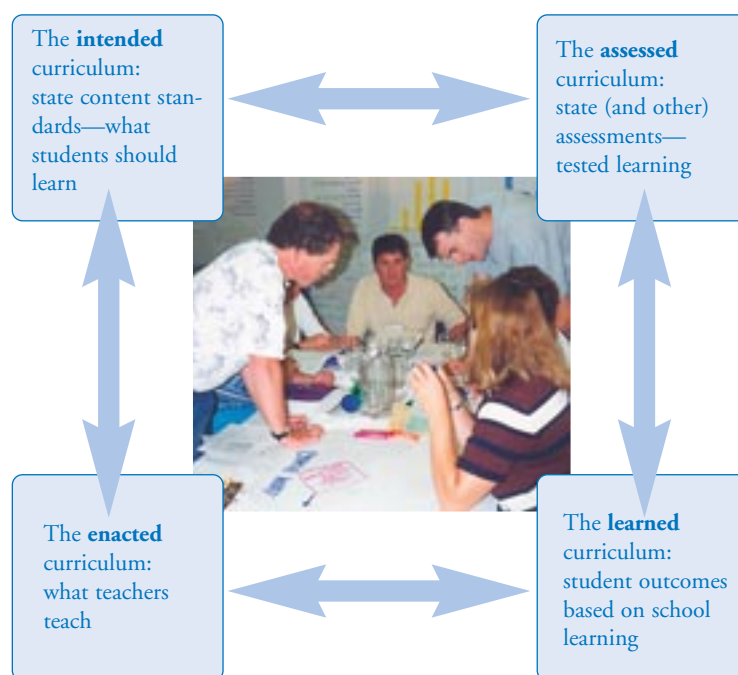 The intended
curriculum:
state content stan-
dards—what
students should
learn
The assessed
curriculum:
state (and other)
assessments—
tested learning
The enacted
curriculum:
what teachers
teach
The learned
curriculum:
student outcomes
based on school
learning